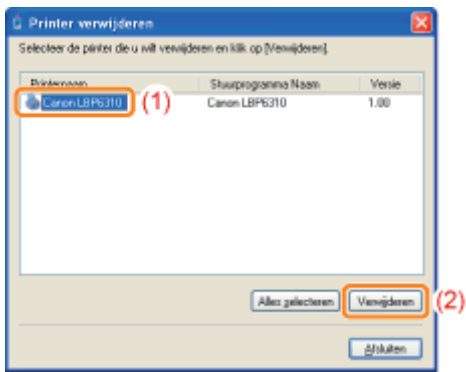 Printer verwijderen
Selecteer de printer die u wilt verwijderen en klik op [Verwijderen].
Printernaam Stuurprogramma Naam Versie
Canon LBP6310 (1) Canon LBP6310 1.00
Alles selecteren Verwijderen (2)
Afsluiten